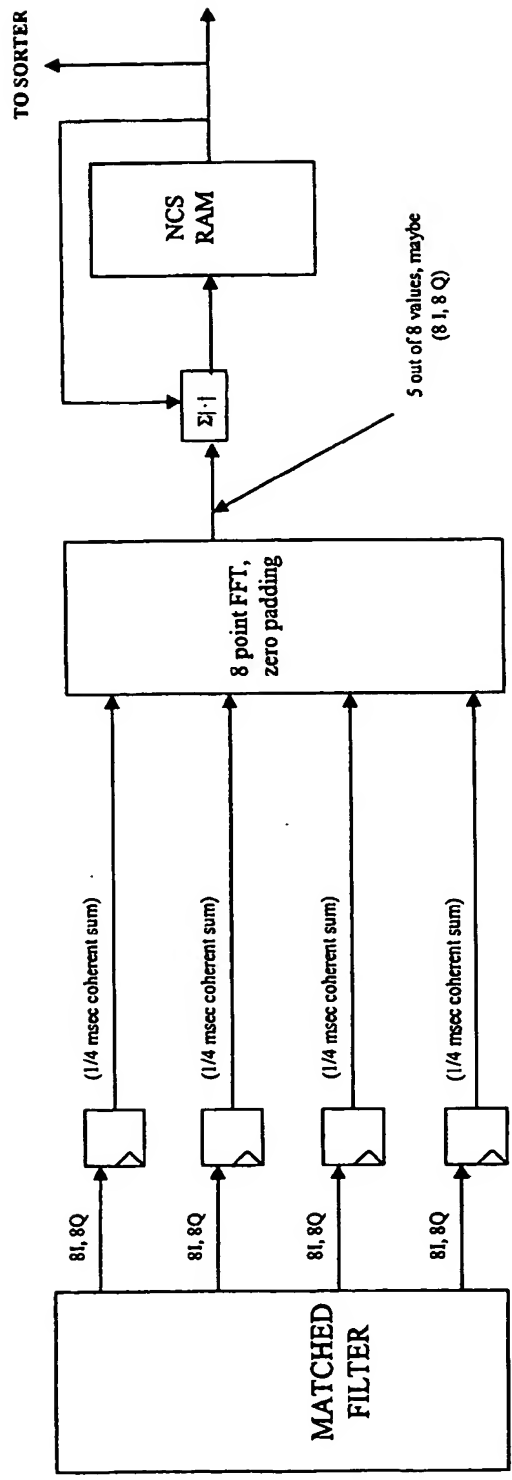 MATCHED
FILTER
8I, 8Q
8I, 8Q
8I, 8Q
8I, 8Q
(1/4 msec coherent sum)
(1/4 msec coherent sum)
(1/4 msec coherent sum)
(1/4 msec coherent sum)
8 point FFT,
zero padding
5 out of 8 values, maybe
(8 I, 8 Q)
Σ|·|
NCS
RAM
TO SORTER